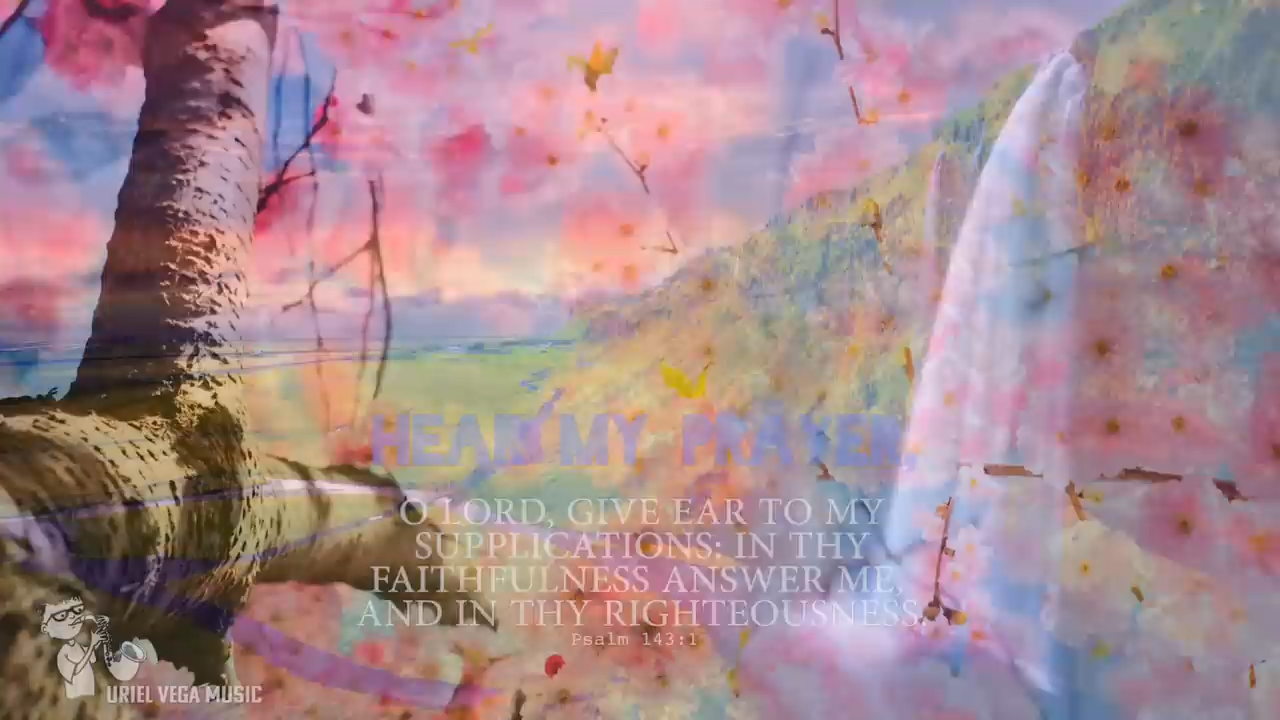 HEAR MY PRAYER,
O LORD, GIVE EAR TO MY
SUPPLICATIONS: IN THY
FAITHFULNESS ANSWER ME,
AND IN THY RIGHTEOUSNESS.
Psalm 143:1
URIEL VEGA MUSIC